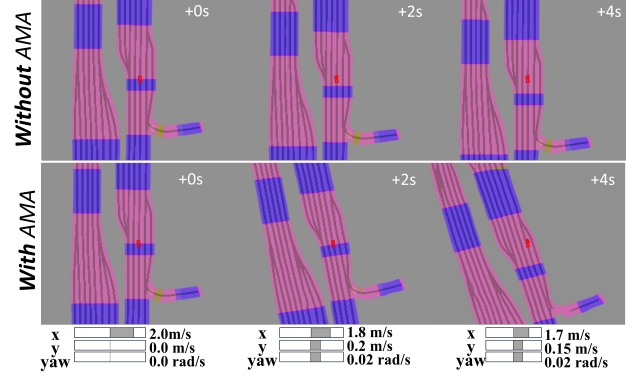 Without AMA
+0s
+2s
+4s
With AMA
+0s
+2s
+4s
x 2.0m/s
y 0.0 m/s
yaw 0.0 rad/s
x 1.8 m/s
y 0.2 m/s
yaw 0.02 rad/s
x 1.7 m/s
y 0.15 m/s
yaw 0.02 rad/s